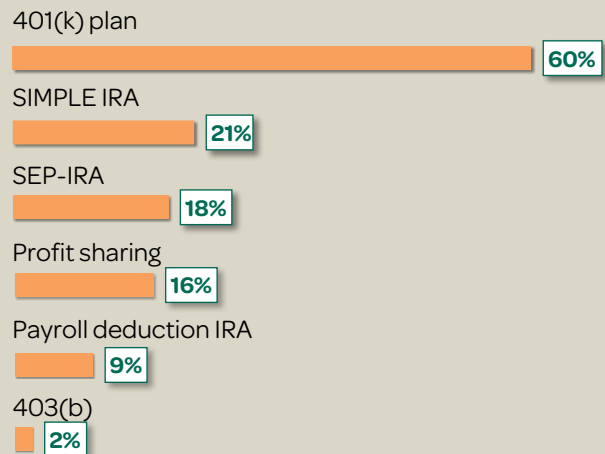 401(k) plan
60%
SIMPLE IRA
21%
SEP-IRA
18%
Profit sharing
16%
Payroll deduction IRA
9%
403(b)
2%